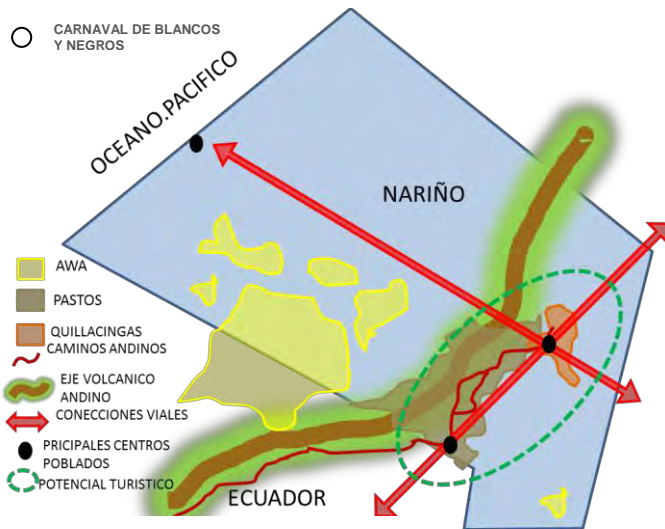 CARNAVAL DE BLANCOS
Y NEGROS
OCEANO.PACIFICO
NARIÑO
AWA
PASTOS
QUILLACINGAS
CAMINOS ANDINOS
EJE VOLCANICO
ANDINO
CONECCIONES VIALES
PRICIPALES CENTROS
POBLADOS
POTENCIAL TURISTICO
ECUADOR